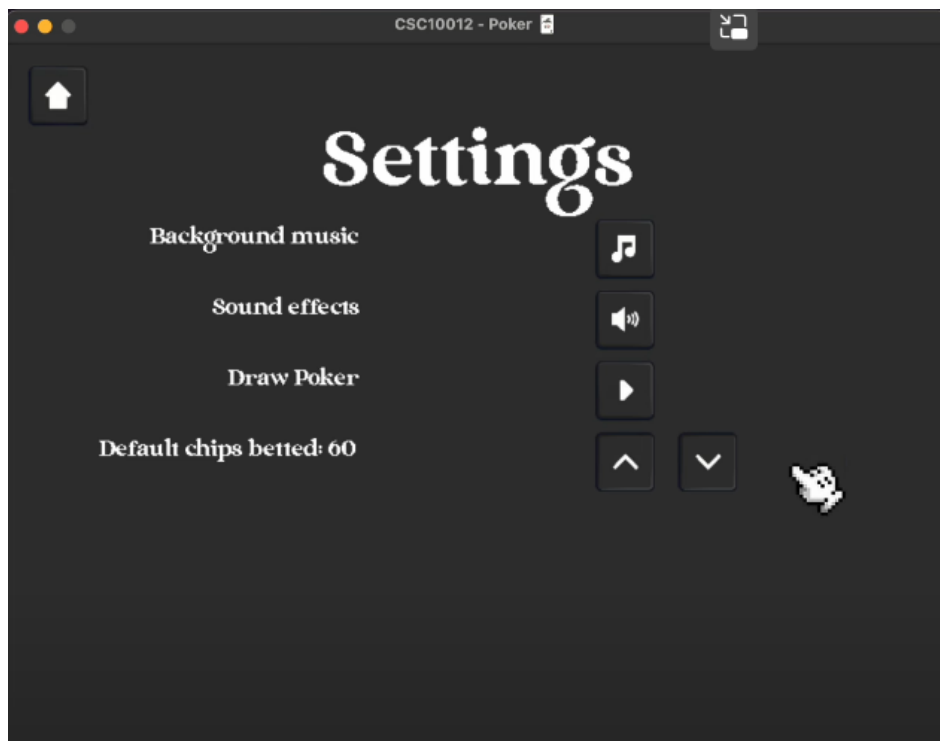 CSC10012 - Poker
Settings
Background music
Sound effects
Draw Poker
Default chips betted: 60